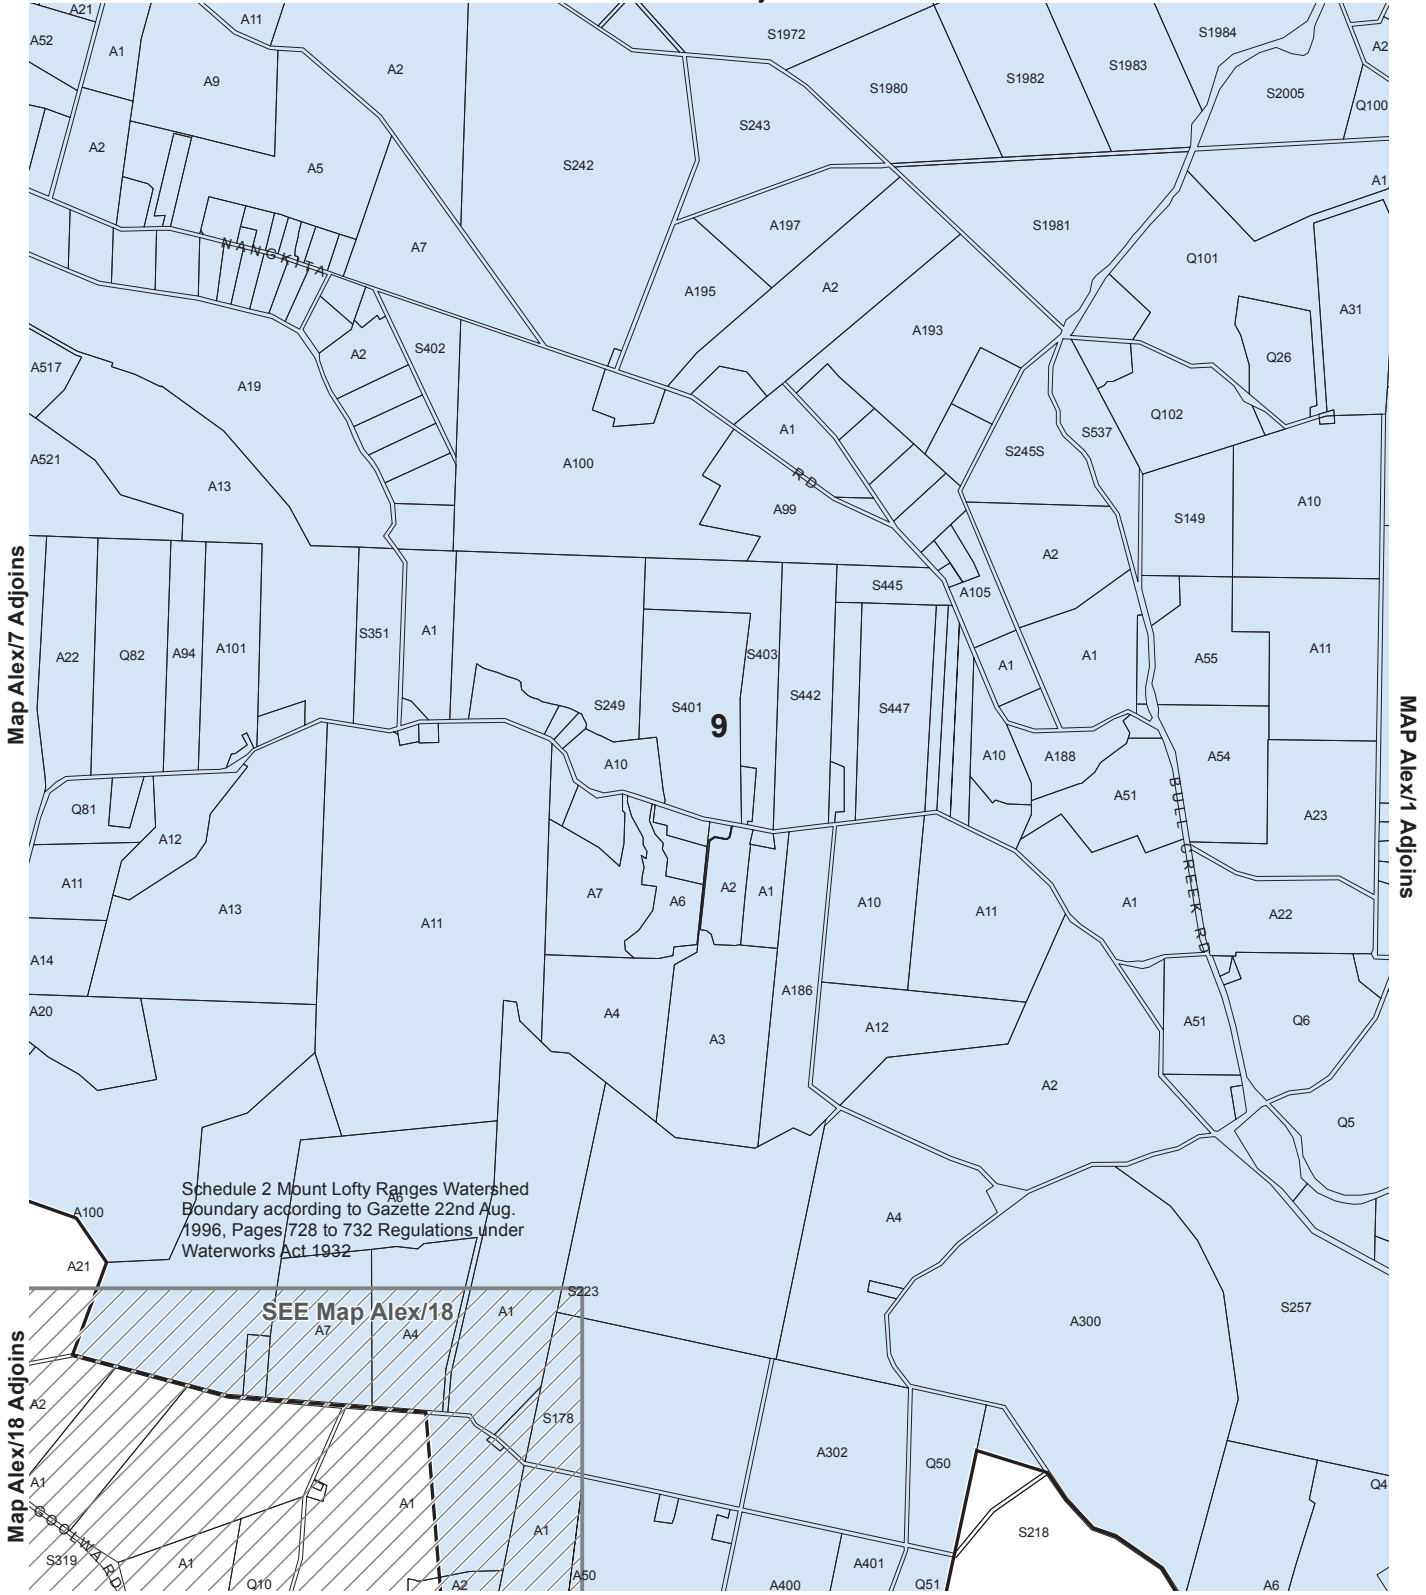 A21
A11
S1972
S1984
A52
A1
A2
A9
A2
S1980
S1982
S1983
S2005
Q100
S243
A2
A5
S242
A1
A7
A197
S1981
Q101
NANGKITA
A195
A2
A31
A193
A517
A19
A2
S402
Q26
Q102
A1
S537
A521
A13
A100
RD
S245S
A99
S149
A10
A2
S445
A105
A22
Q82
A94
A101
S351
A1
S403
A1
A1
A55
A11
Map Alex/7 Adjoins
S249
S401
9
S442
S447
A10
A188
A54
MAP Alex/1 Adjoins
A10
A51
BULL CREEK RD
Q81
A12
A23
A11
A13
A11
A7
A6
A2
A1
A10
A11
A1
A22
A14
A186
A20
A4
A3
A12
A51
Q6
A2
Q5
Schedule 2 Mount Lofty Ranges Watershed
Boundary according to Gazette 22nd Aug.
1996, Pages 728 to 732 Regulations under
Waterworks Act 1932
A6
A100
A4
A21
S223
SEE Map Alex/18
A1
A7
A4
A300
S257
Map Alex/18 Adjoins
A2
S178
A302
Q50
A1
A1
Q4
GOOLWA RD
S218
S319
A1
Q10
A2
A1
A50
A400
A401
Q51
A6